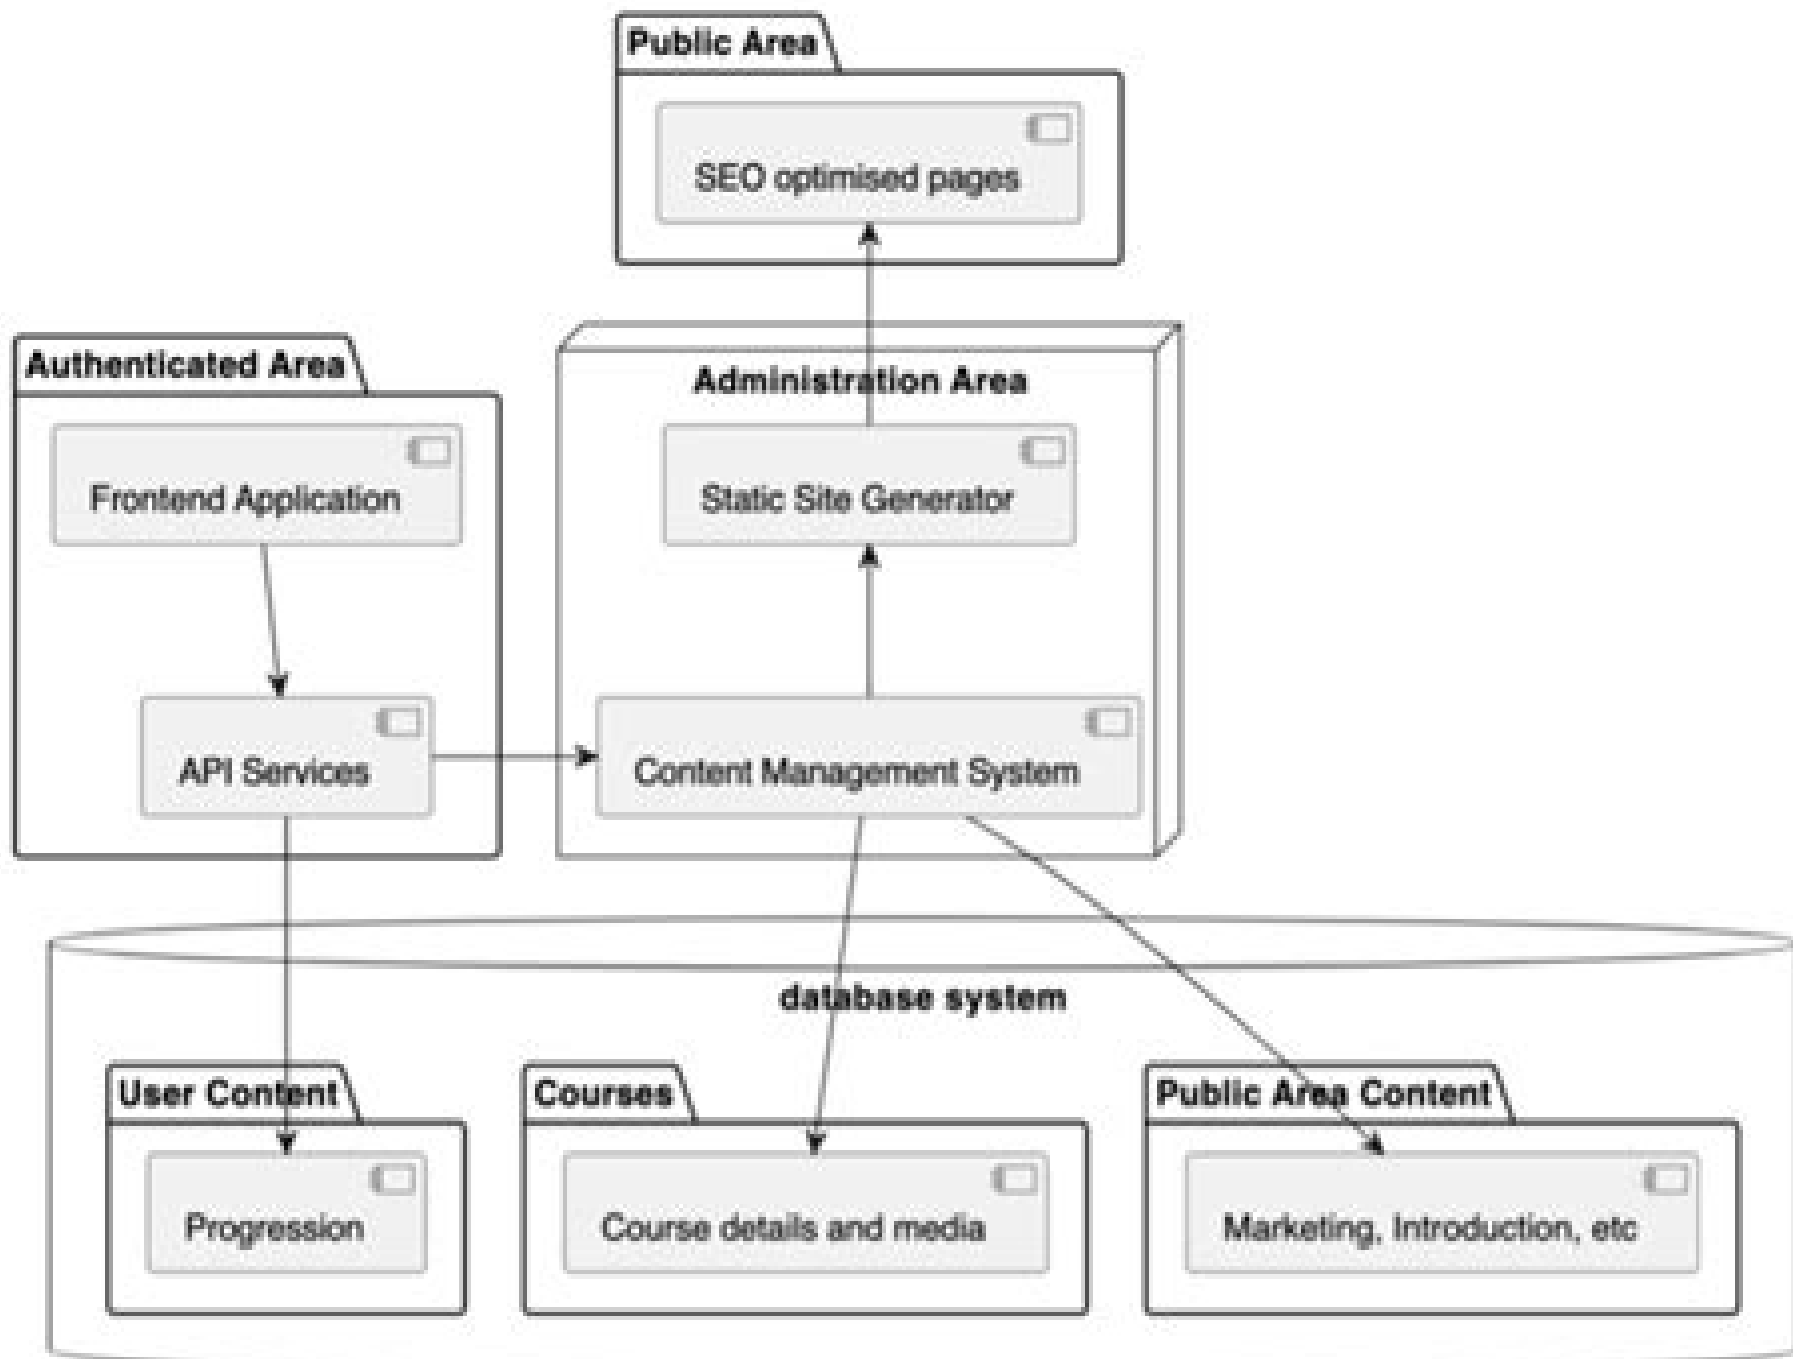 Public Area
SEO optimised pages
Authenticated Area
Administration Area
Frontend Application
Static Site Generator
API Services
Content Management System
database system
User Content
Courses
Public Area Content
Progression
Course details and media
Marketing, Introduction, etc